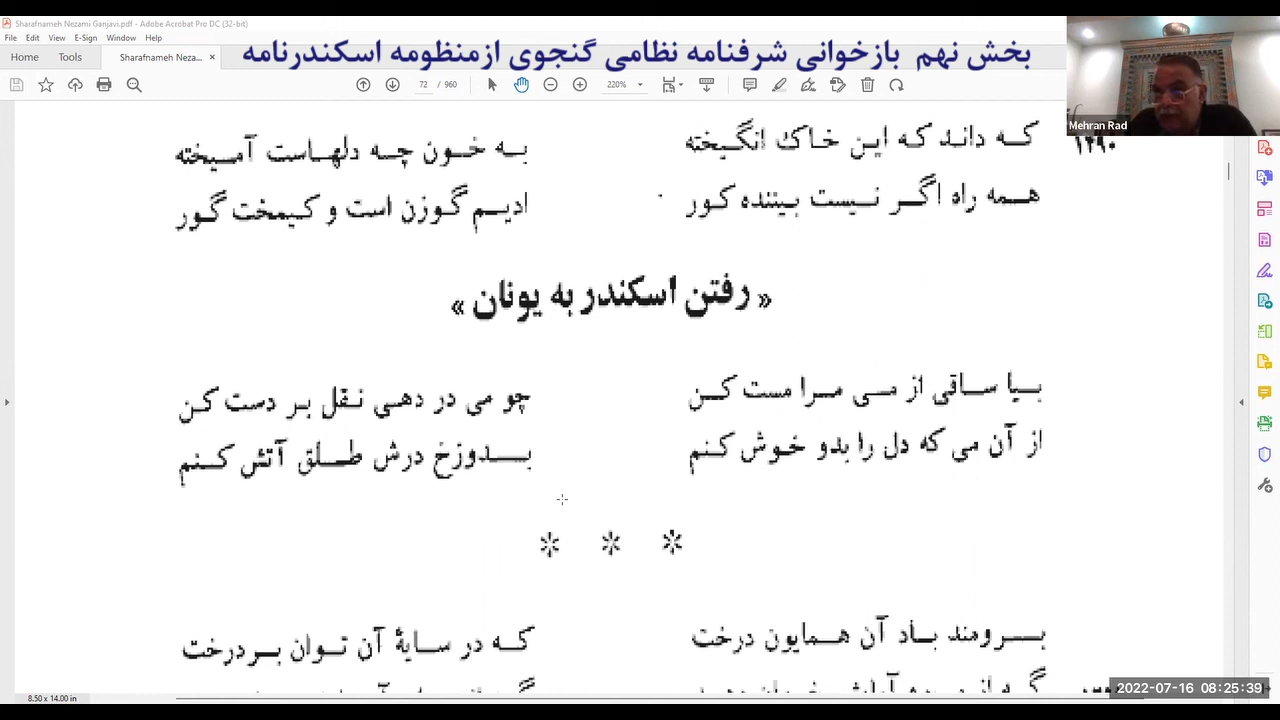 Sharafnameh Nezami Ganjavi.pdf - Adobe Acrobat Pro DC (32-bit)
File Edit View E-Sign Window Help
Home Tools Sharafnameh Neza... ×
بخش نهم بازخوانی شرفنامه نظامی گنجوی ازمنظومه اسکندرنامه
72 / 960 220%
Mehran Rad
۱۲۹۰
که داند که این خاک انگیخته به خون چه دلهاست آمیخته
همه راه اگر نیست بیننده کور ادیم گوزن است و کیمخت گور
« رفتن اسکندر به یونان »
بیا ساقی از می مرا مست کن چو می در دهی نقل بر دست کن
از آن می که دل را بدو خوش کنم بدوزخ درش طلق آتش کنم
* * *
برومند باد آن همایون درخت که در سایهٔ آن توان بردرخت
8.50 x 14.00 in
2022-07-16 08:25:39